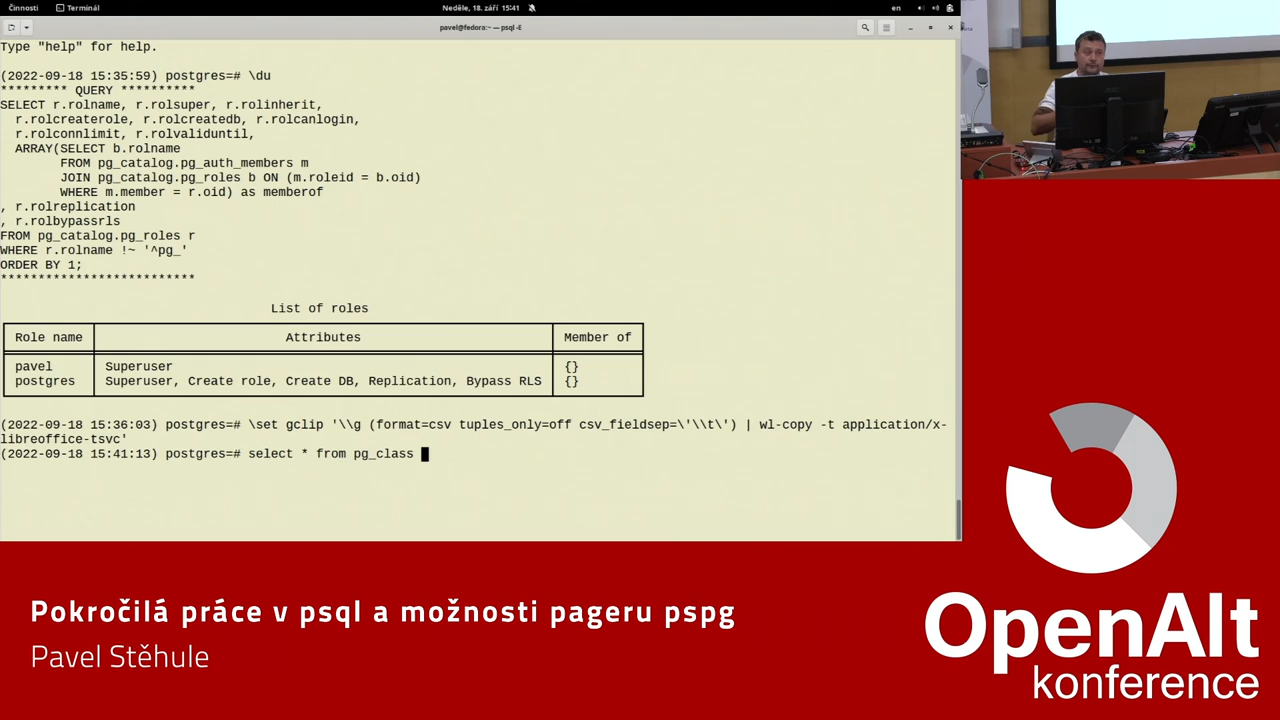 Činnosti
Terminál
Neděle, 18. září 15:41
en
pavel@fedora:~ — psql -E
Type "help" for help.
(2022-09-18 15:35:59) postgres=# \du
********* QUERY **********
SELECT r.rolname, r.rolsuper, r.rolinherit,
  r.rolcreaterole, r.rolcreatedb, r.rolcanlogin,
  r.rolconnlimit, r.rolvaliduntil,
  ARRAY(SELECT b.rolname
        FROM pg_catalog.pg_auth_members m
        JOIN pg_catalog.pg_roles b ON (m.roleid = b.oid)
        WHERE m.member = r.oid) as memberof
, r.rolreplication
, r.rolbypassrls
FROM pg_catalog.pg_roles r
WHERE r.rolname !~ '^pg_'
ORDER BY 1;
**************************
List of roles
Role name Attributes Member of
pavel Superuser {}
postgres Superuser, Create role, Create DB, Replication, Bypass RLS {}
(2022-09-18 15:36:03) postgres=# \set gclip '\\g (format=csv tuples_only=off csv_fieldsep=\'\\t\') | wl-copy -t application/x-
libreoffice-tsvc'
(2022-09-18 15:41:13) postgres=# select * from pg_class
Pokročilá práce v psql a možnosti pageru pspg
Pavel Stěhule
OpenAlt
konference